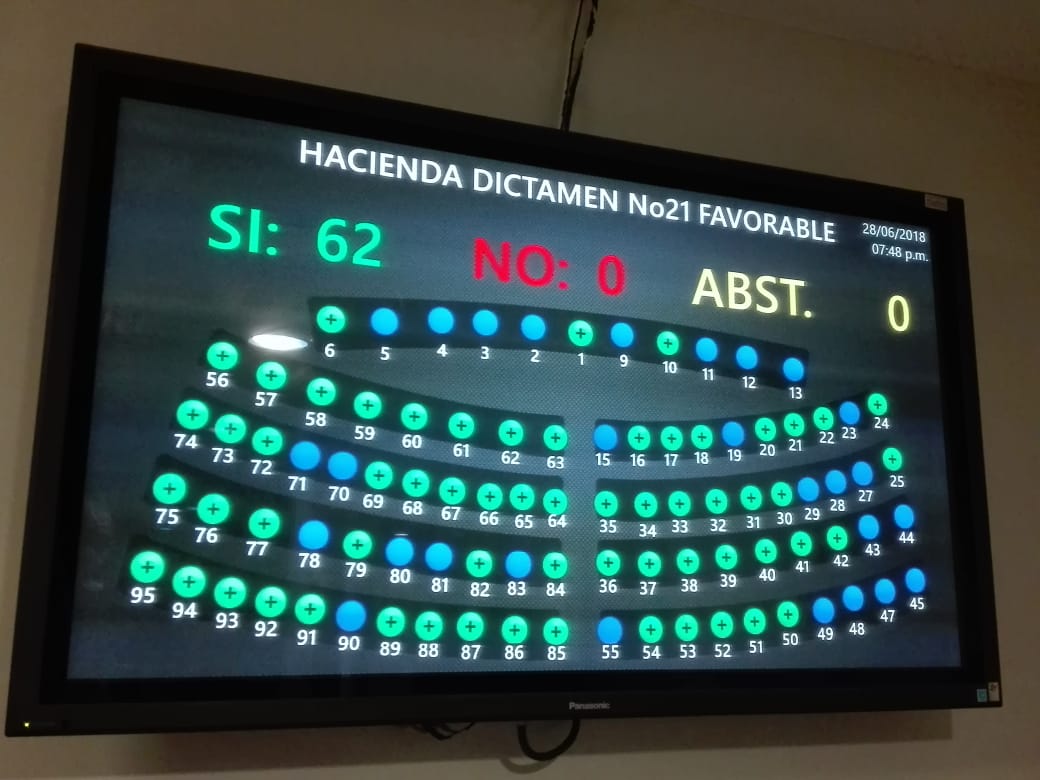 HACIENDA DICTAMEN No21 FAVORABLE
28/06/2018
07:48 p.m.
SI: 62 NO: 0 ABST. 0
6 5 4 3 2 1 9 10 11 12 13
56 57 58 59 60 61 62 63 15 16 17 18 19 20 21 22 23 24
74 73 72 71 70 69 68 67 66 65 64 35 34 33 32 31 30 29 28 27 25
75 76 77 78 79 80 81 82 83 84 36 37 38 39 40 41 42 43 44
95 94 93 92 91 90 89 88 87 86 85 55 54 53 52 51 50 49 48 47 45
Panasonic